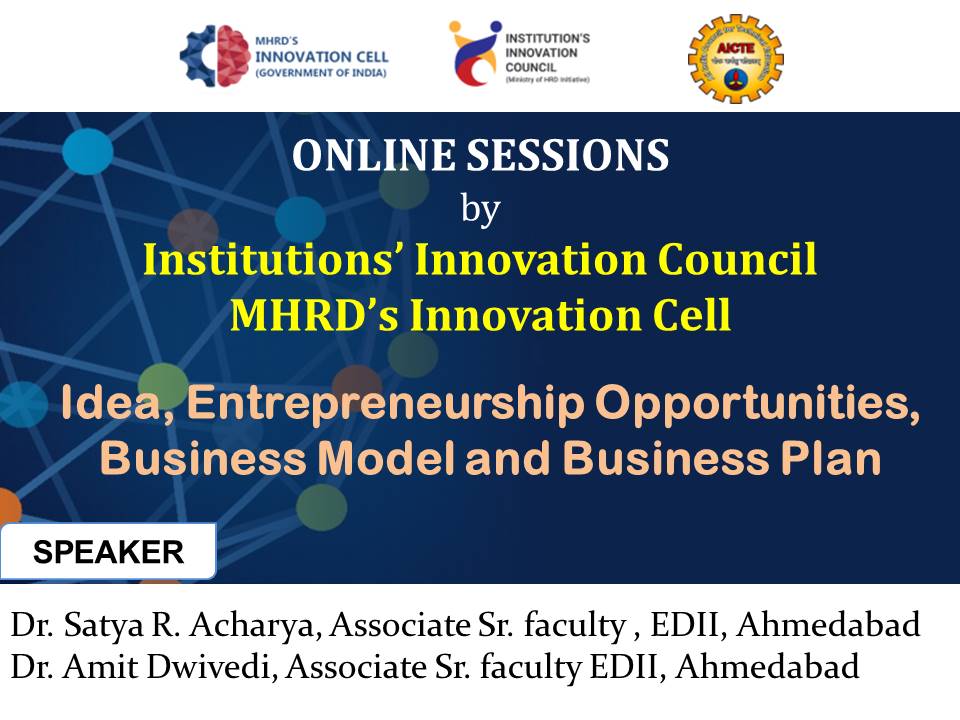 MHRD'S
INNOVATION CELL
(GOVERNMENT OF INDIA)
INSTITUTION'S
INNOVATION
COUNCIL
(Ministry of HRD Initiative)
AICTE
ONLINE SESSIONS
by
Institutions’ Innovation Council
MHRD’s Innovation Cell
Idea, Entrepreneurship Opportunities,
Business Model and Business Plan
SPEAKER
Dr. Satya R. Acharya, Associate Sr. faculty , EDII, Ahmedabad
Dr. Amit Dwivedi, Associate Sr. faculty EDII, Ahmedabad